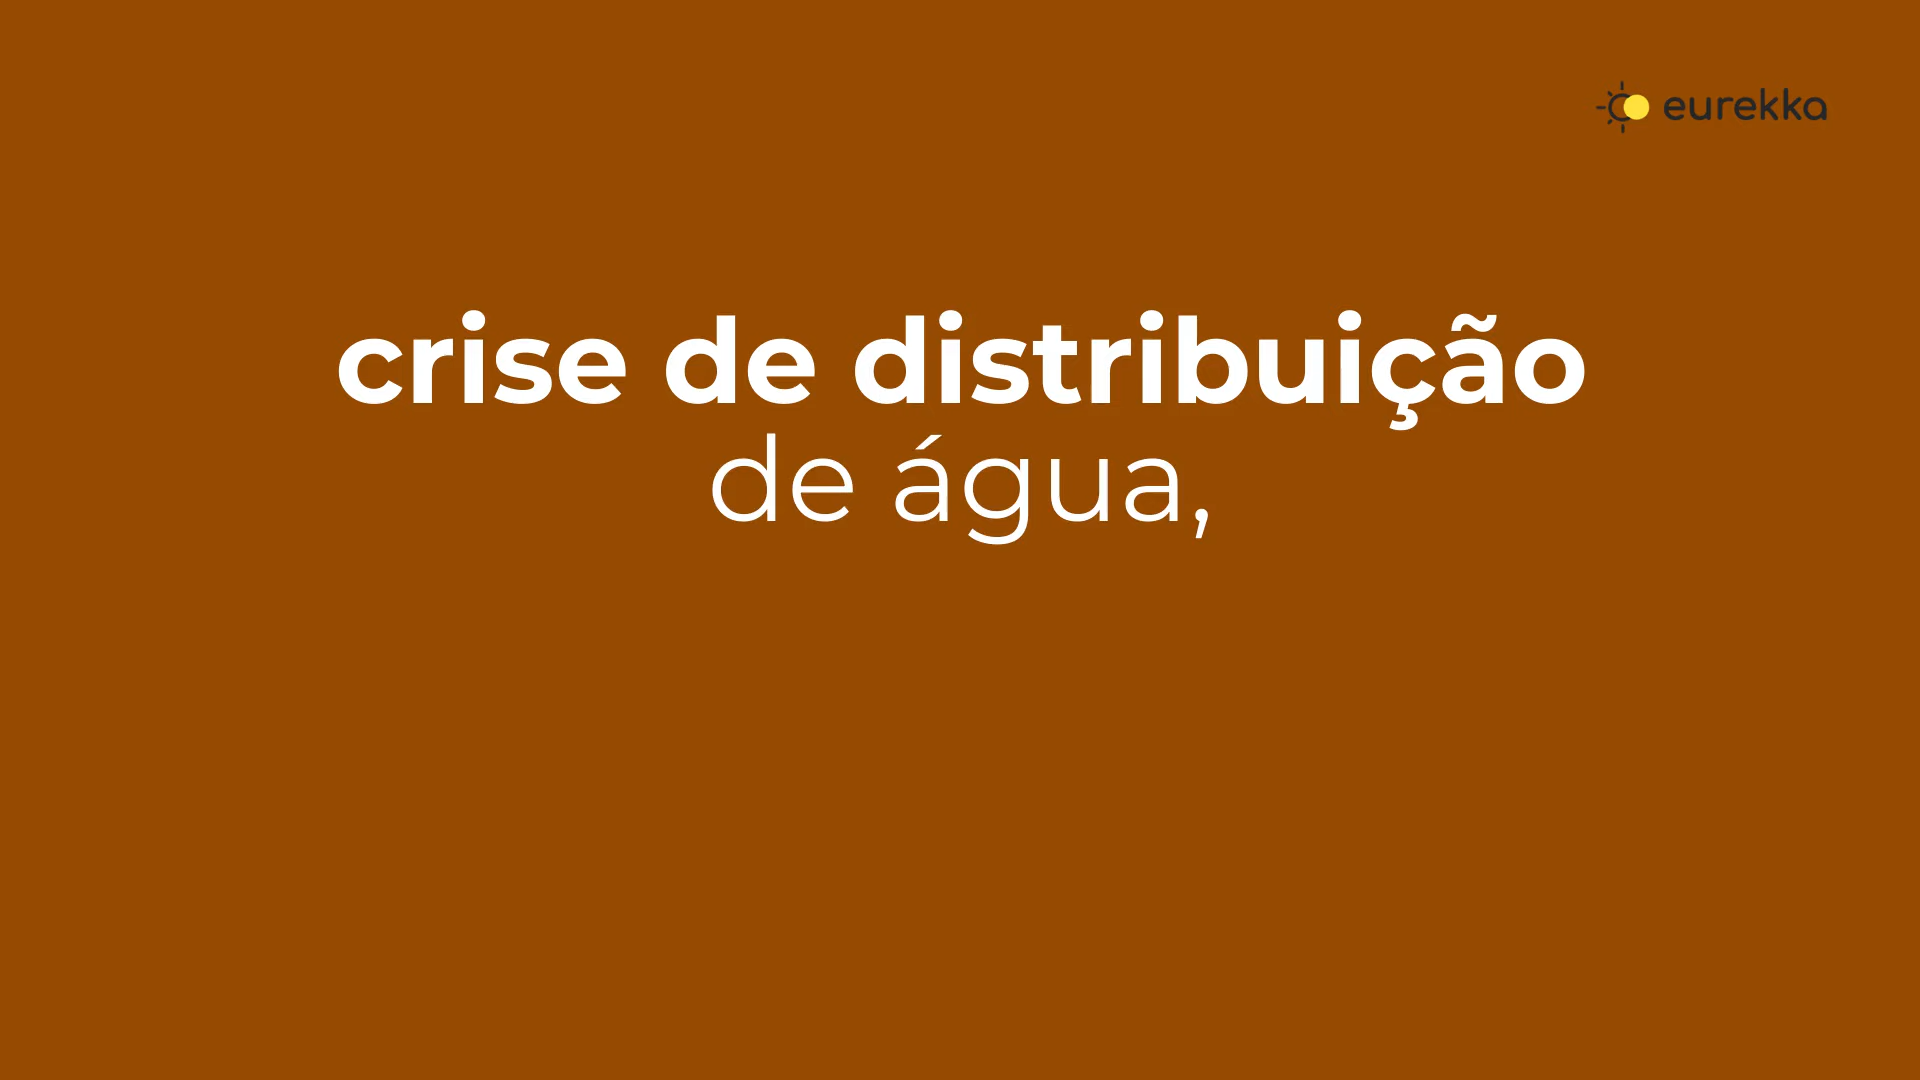 eurekka
crise de distribuição
de água,